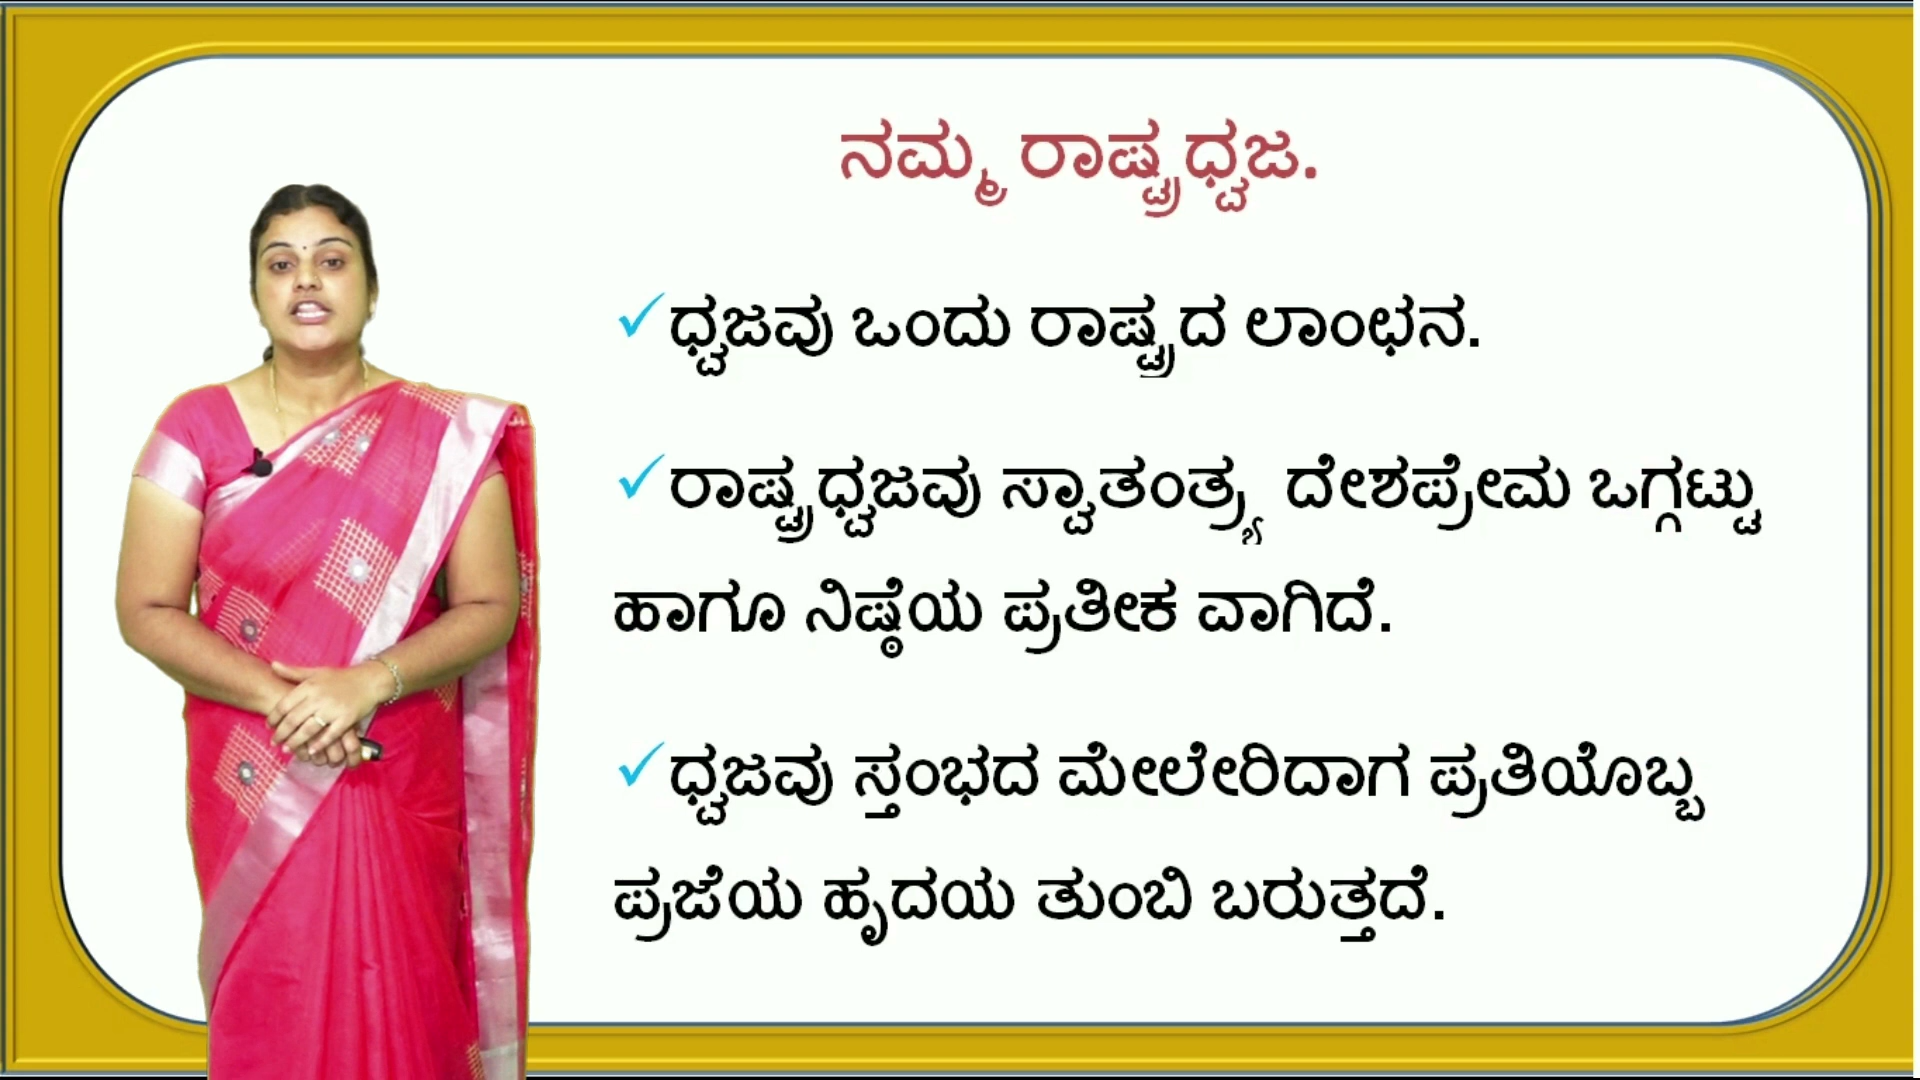 ನಮ್ಮ ರಾಷ್ಟ್ರಧ್ವಜ.
✓ಧ್ವಜವು ಒಂದು ರಾಷ್ಟ್ರದ ಲಾಂಛನ.
✓ರಾಷ್ಟ್ರಧ್ವಜವು ಸ್ವಾತಂತ್ರ್ಯ ದೇಶಪ್ರೇಮ ಒಗ್ಗಟ್ಟು
ಹಾಗೂ ನಿಷ್ಠೆಯ ಪ್ರತೀಕ ವಾಗಿದೆ.
✓ಧ್ವಜವು ಸ್ತಂಭದ ಮೇಲೇರಿದಾಗ ಪ್ರತಿಯೊಬ್ಬ
ಪ್ರಜೆಯ ಹೃದಯ ತುಂಬಿ ಬರುತ್ತದೆ.